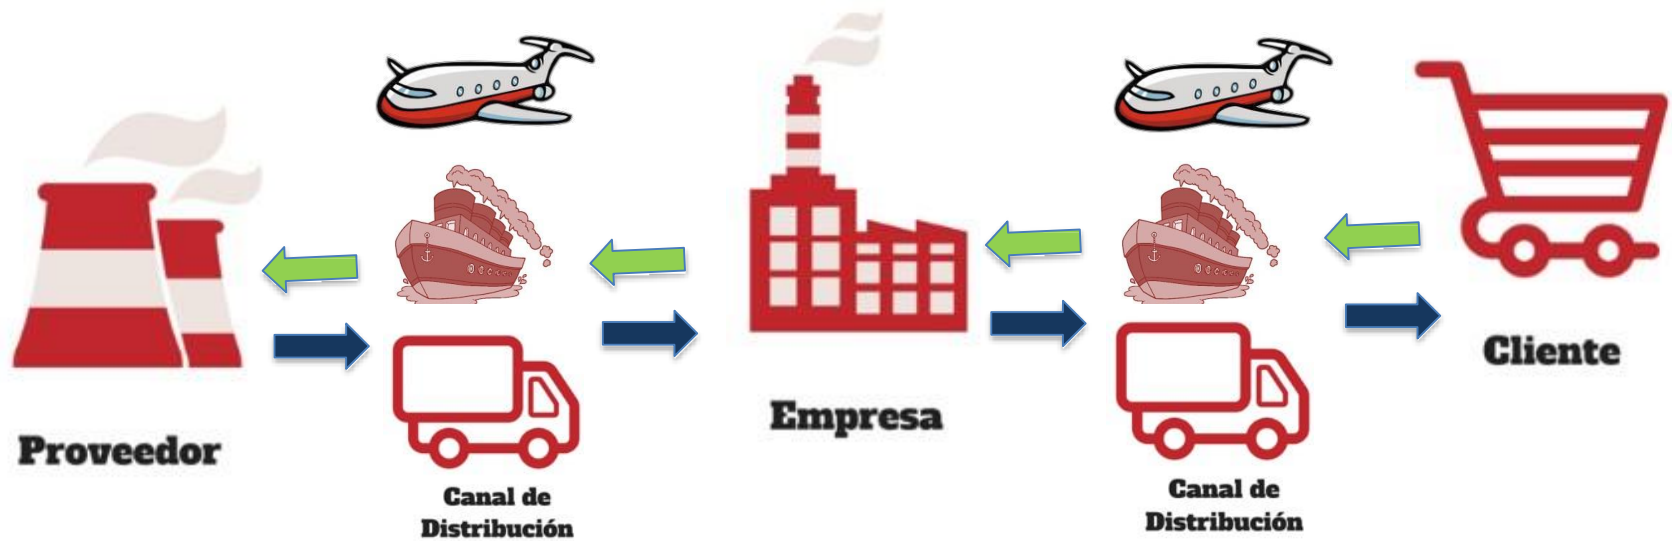 Proveedor
Canal de
Distribución
Empresa
Canal de
Distribución
Cliente